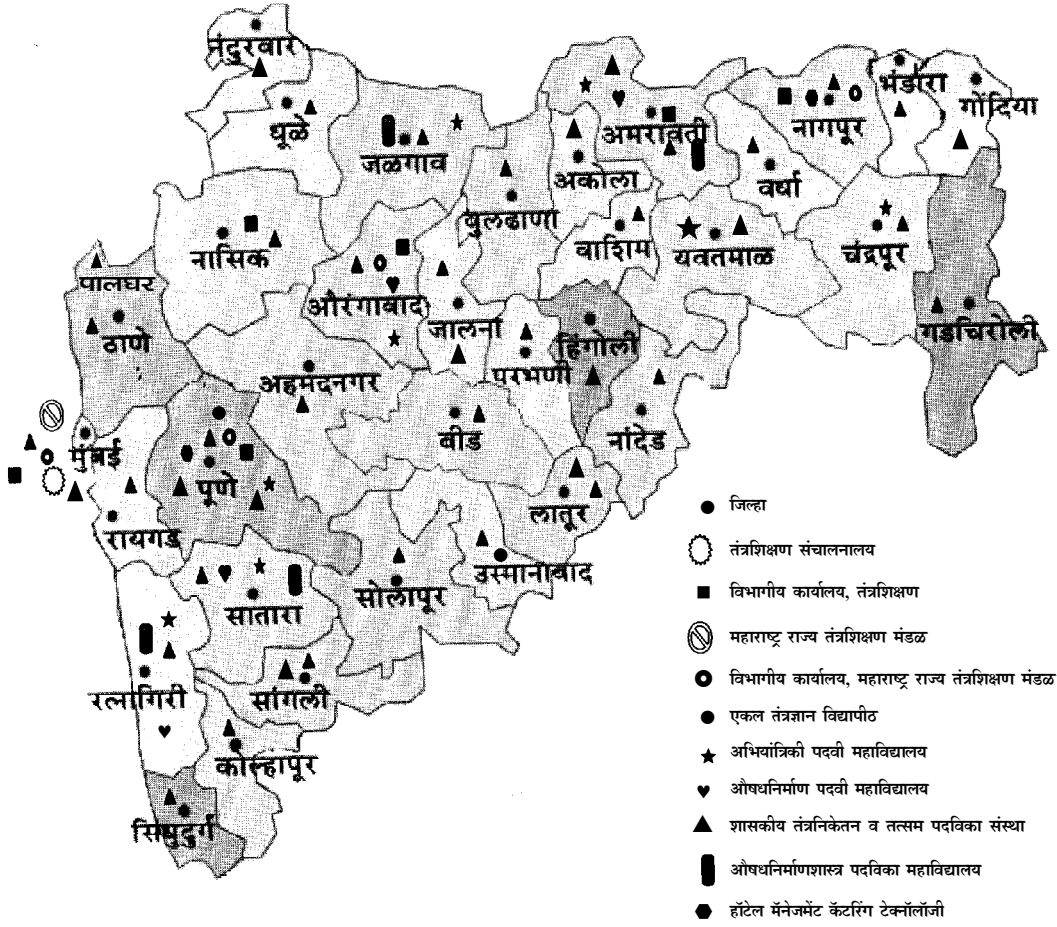 नंदुरबार
भंडारा
गोंदिया
धूळे
जळगाव
अमरावती
नागपूर
अकोला
वर्धा
बुलढाणा
नासिक
वाशिम
यवतमाळ
चंद्रपूर
पालघर
औरंगाबाद
जालना
ठाणे
हिंगोली
गडचिरोली
अहमदनगर
परभणी
बीड
नांदेड
मुंबई
पूणे
लातूर
रायगड
उस्मानाबाद
सोलापूर
सातारा
रत्नागिरी
सांगली
कोल्हापूर
सिंधुदुर्ग
जिल्हा
तंत्रशिक्षण संचालनालय
विभागीय कार्यालय, तंत्रशिक्षण
महाराष्ट्र राज्य तंत्रशिक्षण मंडळ
विभागीय कार्यालय, महाराष्ट्र राज्य तंत्रशिक्षण मंडळ
एकल तंत्रज्ञान विद्यापीठ
अभियांत्रिकी पदवी महाविद्यालय
औषधनिर्माण पदवी महाविद्यालय
शासकीय तंत्रनिकेतन व तत्सम पदविका संस्था
औषधनिर्माणशास्त्र पदविका महाविद्यालय
हॉटेल मॅनेजमेंट कॅटरिंग टेक्नॉलॉजी